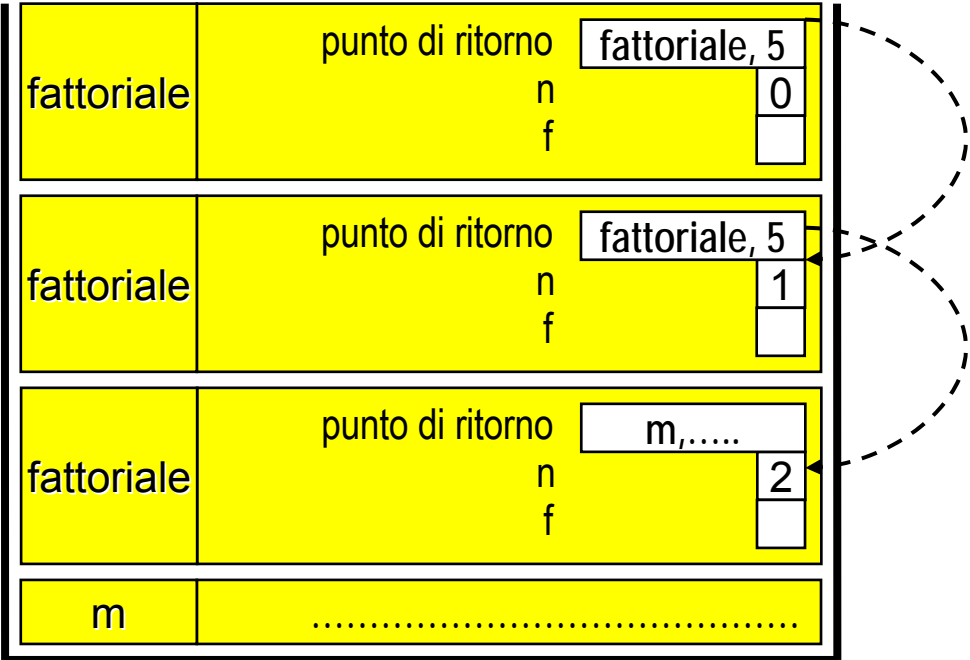 punto di ritorno fattoriale, 5
fattoriale n 0
f
punto di ritorno fattoriale, 5
fattoriale n 1
f
punto di ritorno m,.....
fattoriale n 2
f
m ..........................................